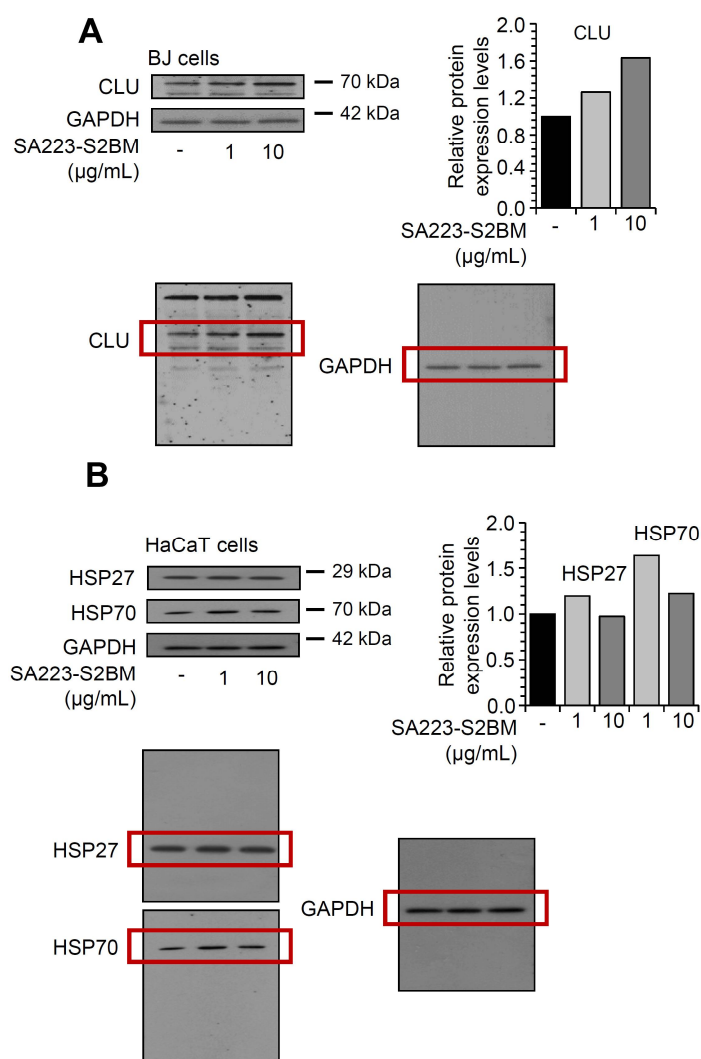 A
BJ cells
CLU
70 kDa
GAPDH
42 kDa
SA223-S2BM
(µg/mL)
- 1 10
CLU
Relative protein
expression levels
2.0
1.6
1.2
0.8
0.4
0.0
- 1 10
SA223-S2BM
(µg/mL)
CLU
GAPDH
B
HaCaT cells
HSP27
29 kDa
HSP70
70 kDa
GAPDH
42 kDa
SA223-S2BM
(µg/mL)
- 1 10
HSP70
HSP27
Relative protein
expression levels
2.0
1.5
1.0
0.5
0.0
- 1 10 1 10
SA223-S2BM
(µg/mL)
HSP27
GAPDH
HSP70